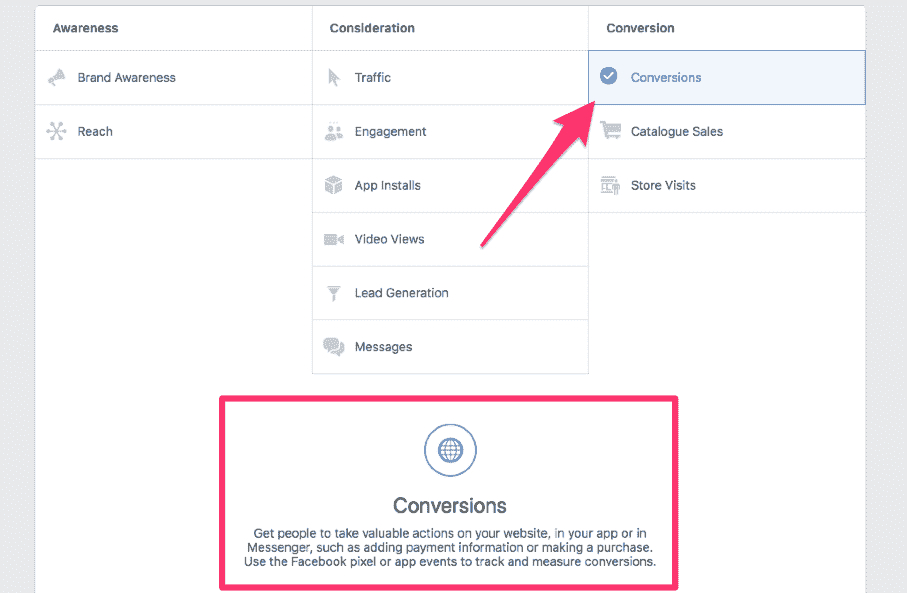 Awareness
Consideration
Conversion
Brand Awareness
Traffic
Conversions
Reach
Engagement
Catalogue Sales
App Installs
Store Visits
Video Views
Lead Generation
Messages
Conversions
Get people to take valuable actions on your website, in your app or in
Messenger, such as adding payment information or making a purchase.
Use the Facebook pixel or app events to track and measure conversions.